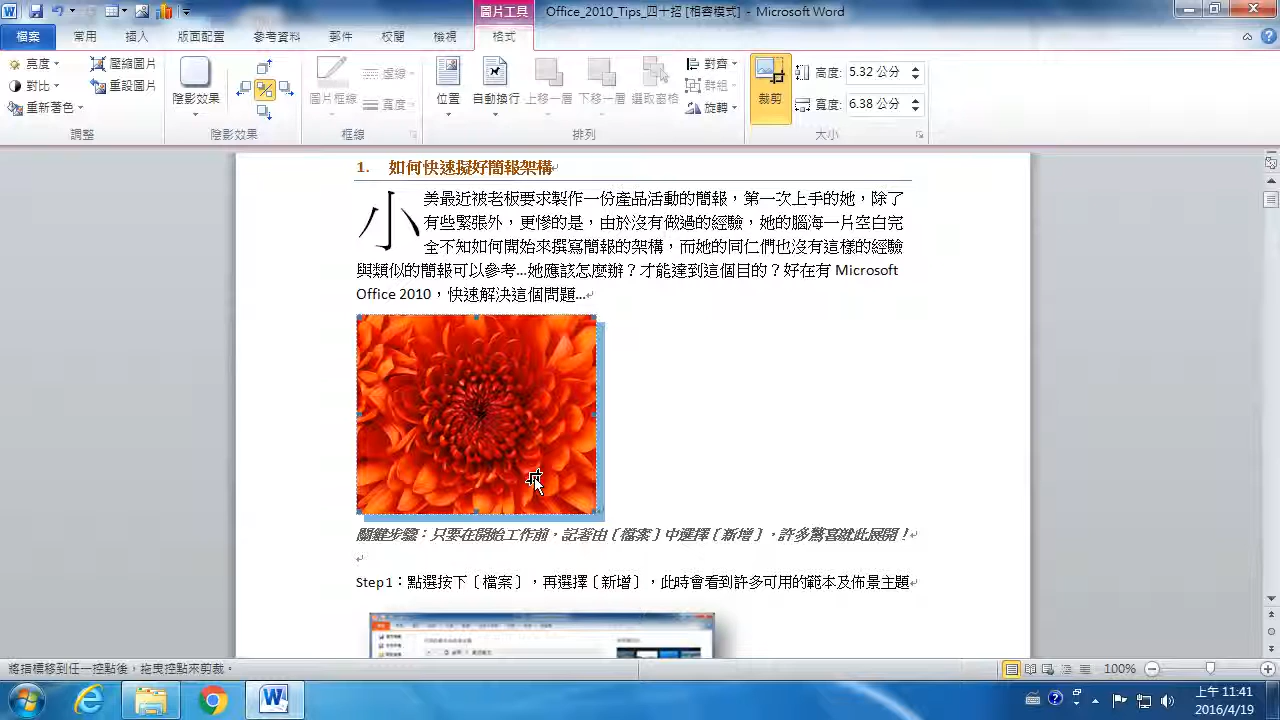 圖片工具
Office_2010_Tips_四十招 [相容模式] - Microsoft Word
檔案 常用 插入 版面配置 參考資料 郵件 校閱 檢視 格式
亮度 壓縮圖片
對比 重設圖片
重新著色
陰影效果
圖片框線 虛線 寬度
位置 自動換行 上移一層 下移一層 選取窗格
對齊
群組
旋轉
裁剪
高度: 5.32 公分
寬度: 6.38 公分
調整 陰影效果 框線 排列 大小
1. 如何快速擬好簡報架構
小美最近被老板要求製作一份產品活動的簡報，第一次上手的她，除了
有些緊張外，更慘的是，由於沒有做過的經驗，她的腦海一片空白完
全不知如何開始來撰寫簡報的架構，而她的同仁們也沒有這樣的經驗
與類似的簡報可以參考…她應該怎麼辦？才能達到這個目的？好在有 Microsoft
Office 2010，快速解決這個問題…
關鍵步驟：只要在開始工作前，記著由〔檔案〕中選擇〔新增〕，許多驚喜就此展開！
Step1：點選按下〔檔案〕，再選擇〔新增〕，此時會看到許多可用的範本及佈景主題
將指標移到任一控點後，拖曳控點來剪裁。
100%
上午 11:41
2016/4/19